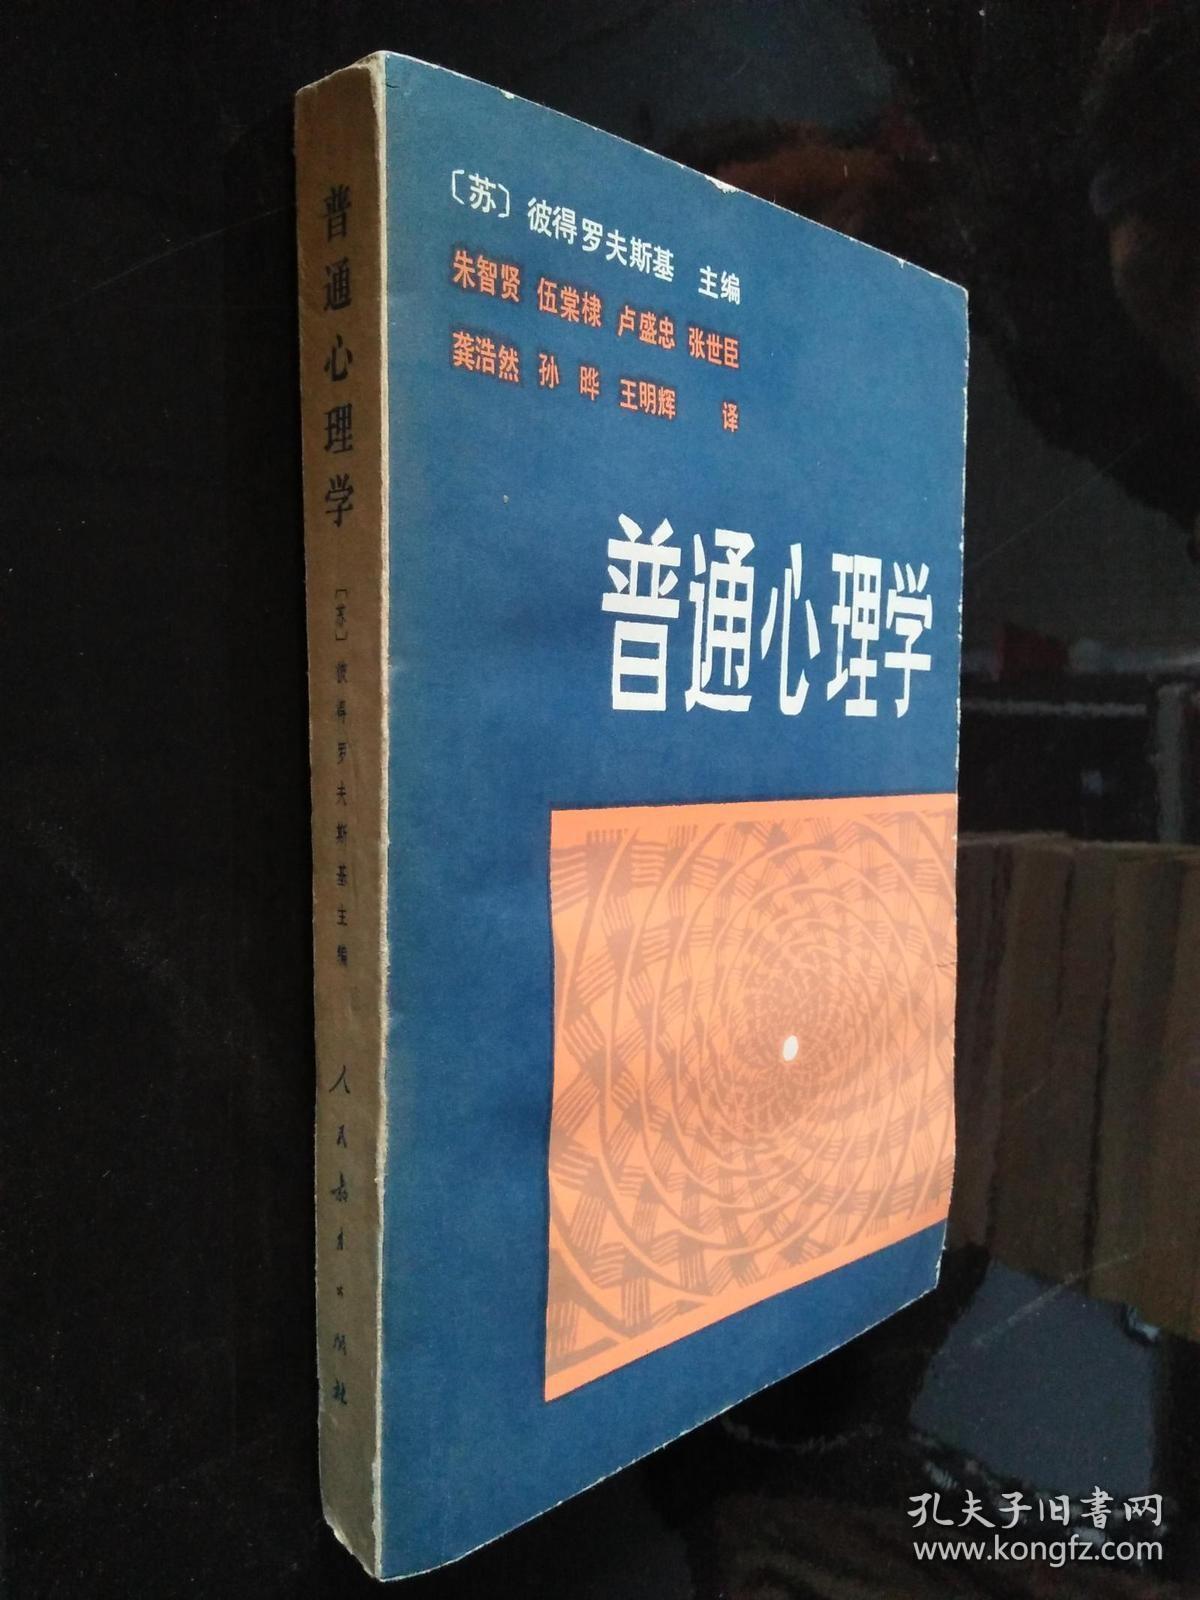 普通心理学
〔苏〕彼得罗夫斯基主编
人民教育出版社
〔苏〕 彼得罗夫斯基 主编
朱智贤 伍棠棣 卢盛忠 张世臣
龚浩然 孙晔 王明辉 译
普通心理学
孔夫子旧書网
www.kongfz.com